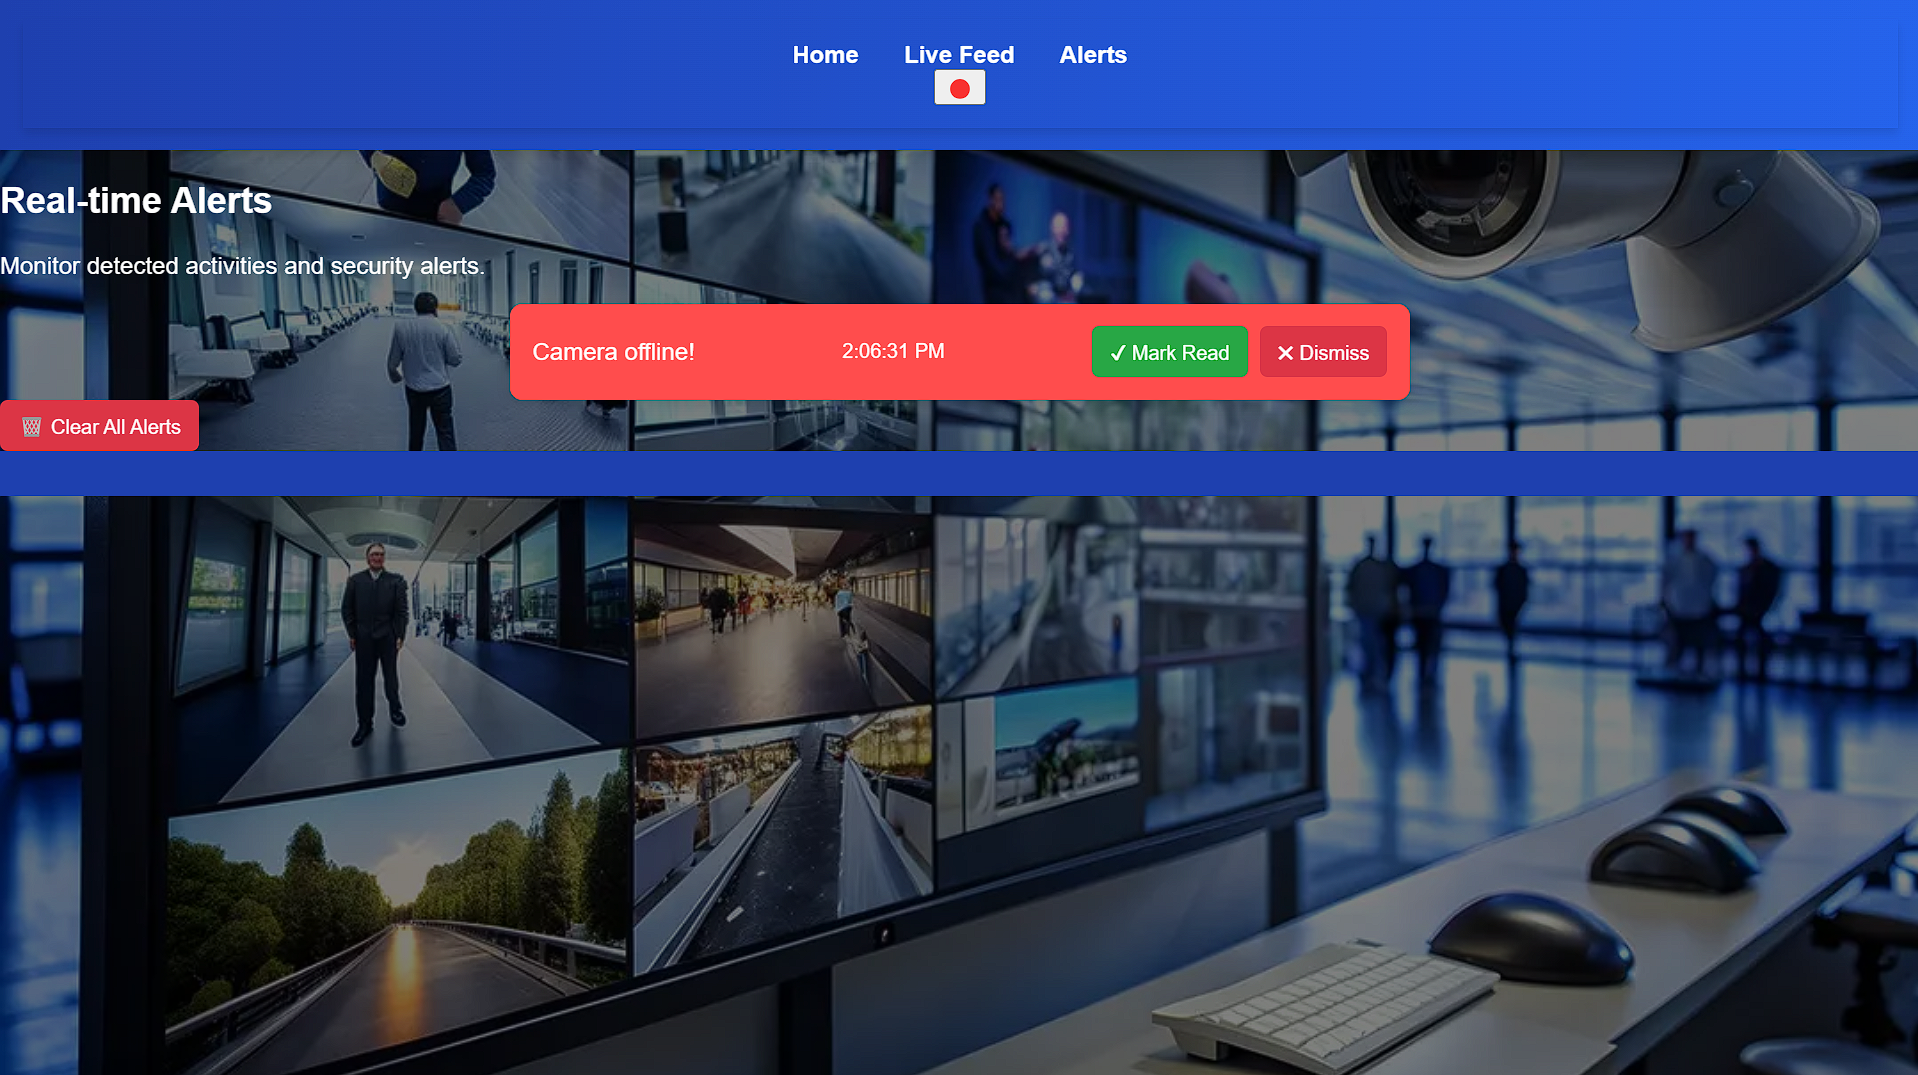 Home Live Feed Alerts
Real-time Alerts
Monitor detected activities and security alerts.
Camera offline! 2:06:31 PM ✓ Mark Read ✕ Dismiss
🗑️ Clear All Alerts